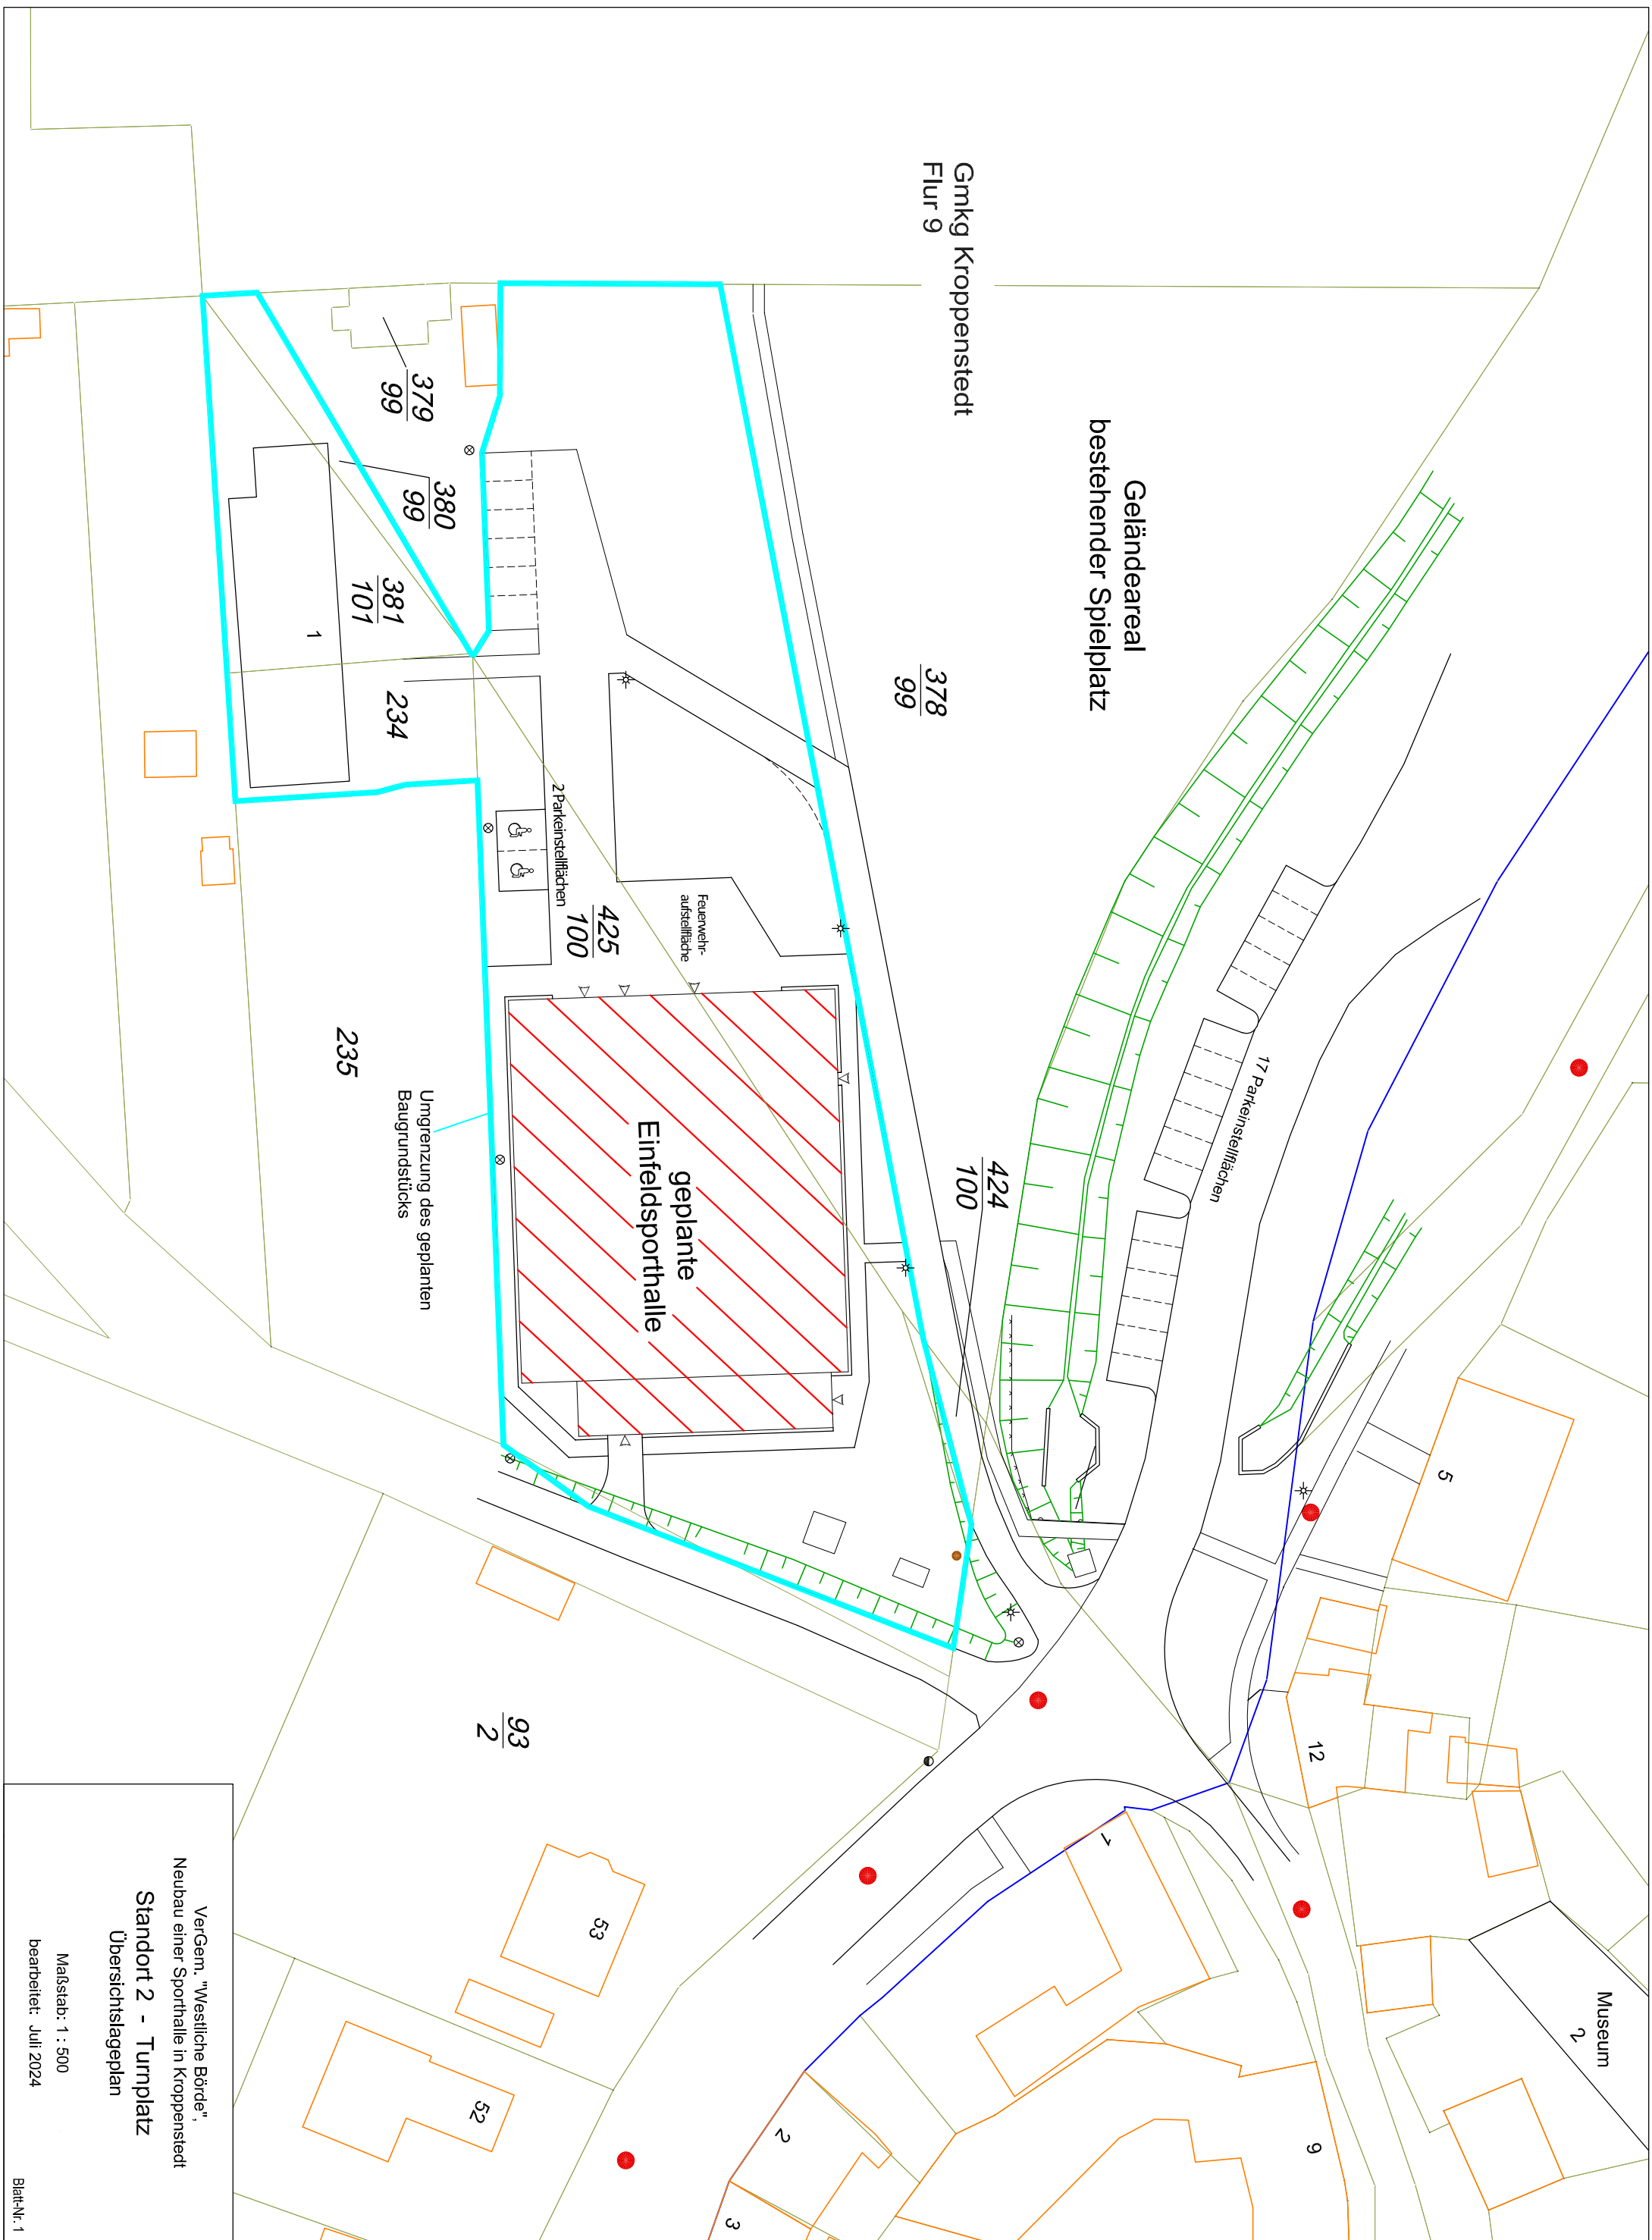 Gmkg Kroppenstedt
Flur 9
Geländeareal
bestehender Spielplatz
378
99
379
99
380
99
381
101
1
234
2 Parkeinstellflächen
425
100
Feuerwehr-
aufstellfläche
235
Umgrenzung des geplanten
Baugrundstücks
geplante
Einfeldsporthalle
424
100
17 Parkeinstellflächen
5
12
93
2
1
53
52
2
3
9
Museum
2
VerGem. "Westliche Börde",
Neubau einer Sporthalle in Kroppenstedt
Standort 2 - Turnplatz
Übersichtslageplan
Maßstab: 1 : 500
bearbeitet: Juli 2024
Blatt-Nr. 1